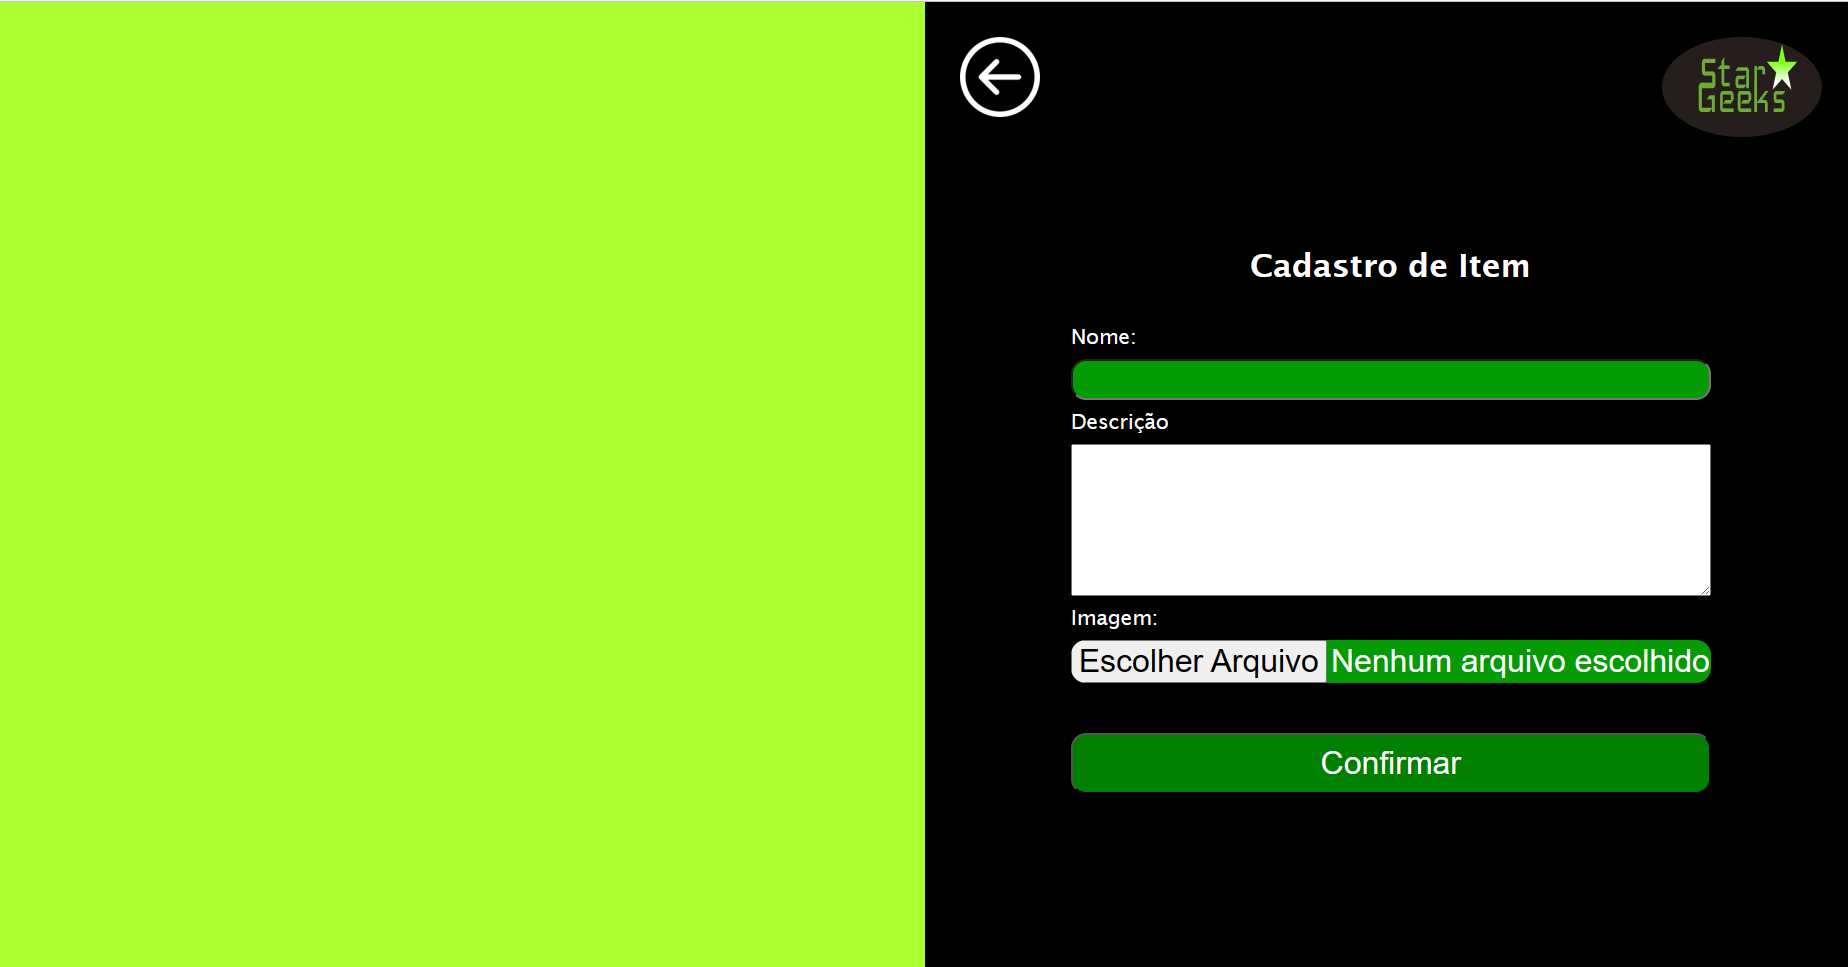 Star
Geeks
Cadastro de Item
Nome:
Descrição
Imagem:
Escolher Arquivo Nenhum arquivo escolhido
Confirmar